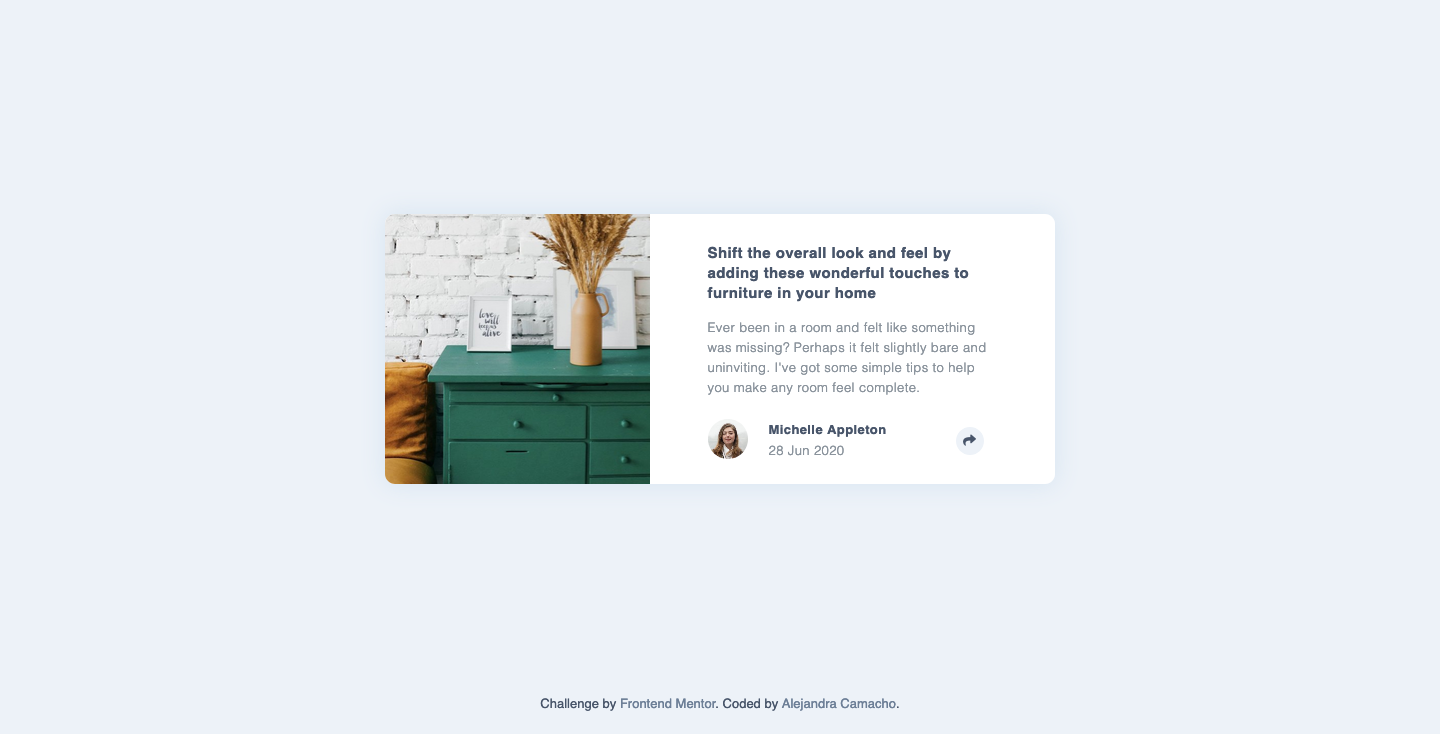 love
will
keep us
alive
Shift the overall look and feel by
adding these wonderful touches to
furniture in your home
Ever been in a room and felt like something
was missing? Perhaps it felt slightly bare and
uninviting. I've got some simple tips to help
you make any room feel complete.
Michelle Appleton
28 Jun 2020
Challenge by Frontend Mentor. Coded by Alejandra Camacho.